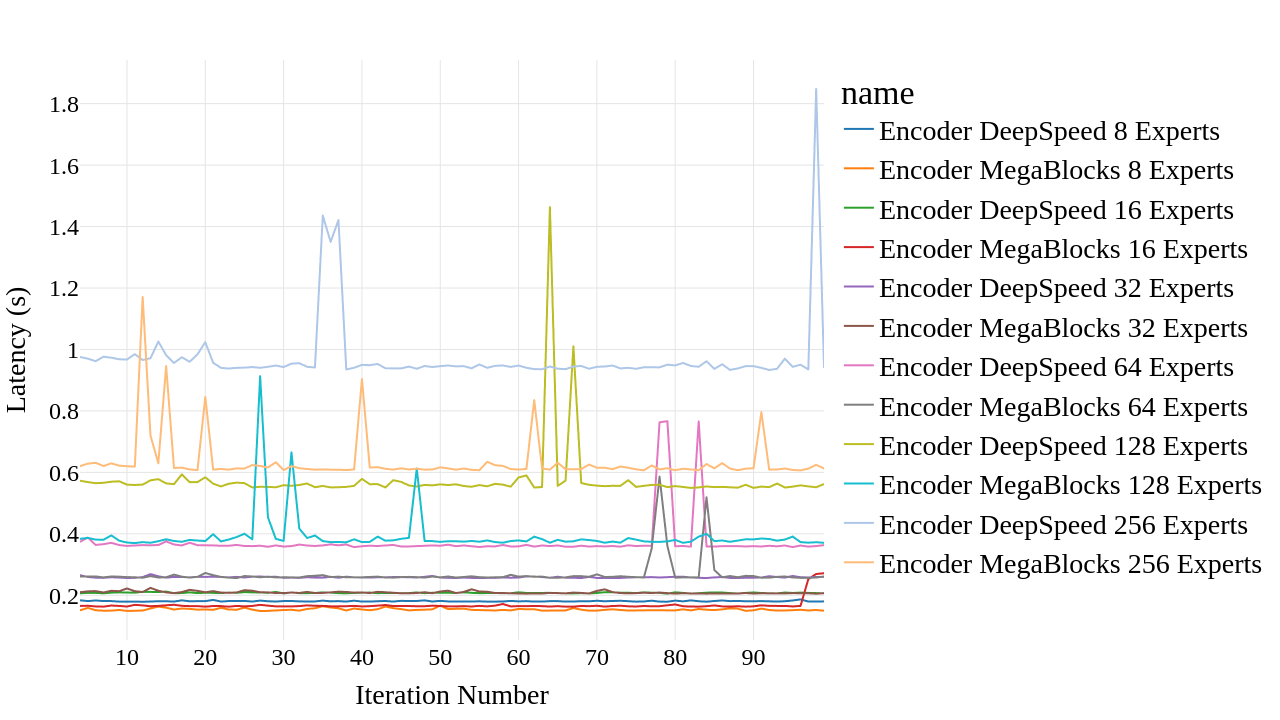 1.8
1.6
1.4
1.2
1
0.8
0.6
0.4
0.2
Latency (s)
10 20 30 40 50 60 70 80 90
Iteration Number
name
Encoder DeepSpeed 8 Experts
Encoder MegaBlocks 8 Experts
Encoder DeepSpeed 16 Experts
Encoder MegaBlocks 16 Experts
Encoder DeepSpeed 32 Experts
Encoder MegaBlocks 32 Experts
Encoder DeepSpeed 64 Experts
Encoder MegaBlocks 64 Experts
Encoder DeepSpeed 128 Experts
Encoder MegaBlocks 128 Experts
Encoder DeepSpeed 256 Experts
Encoder MegaBlocks 256 Experts